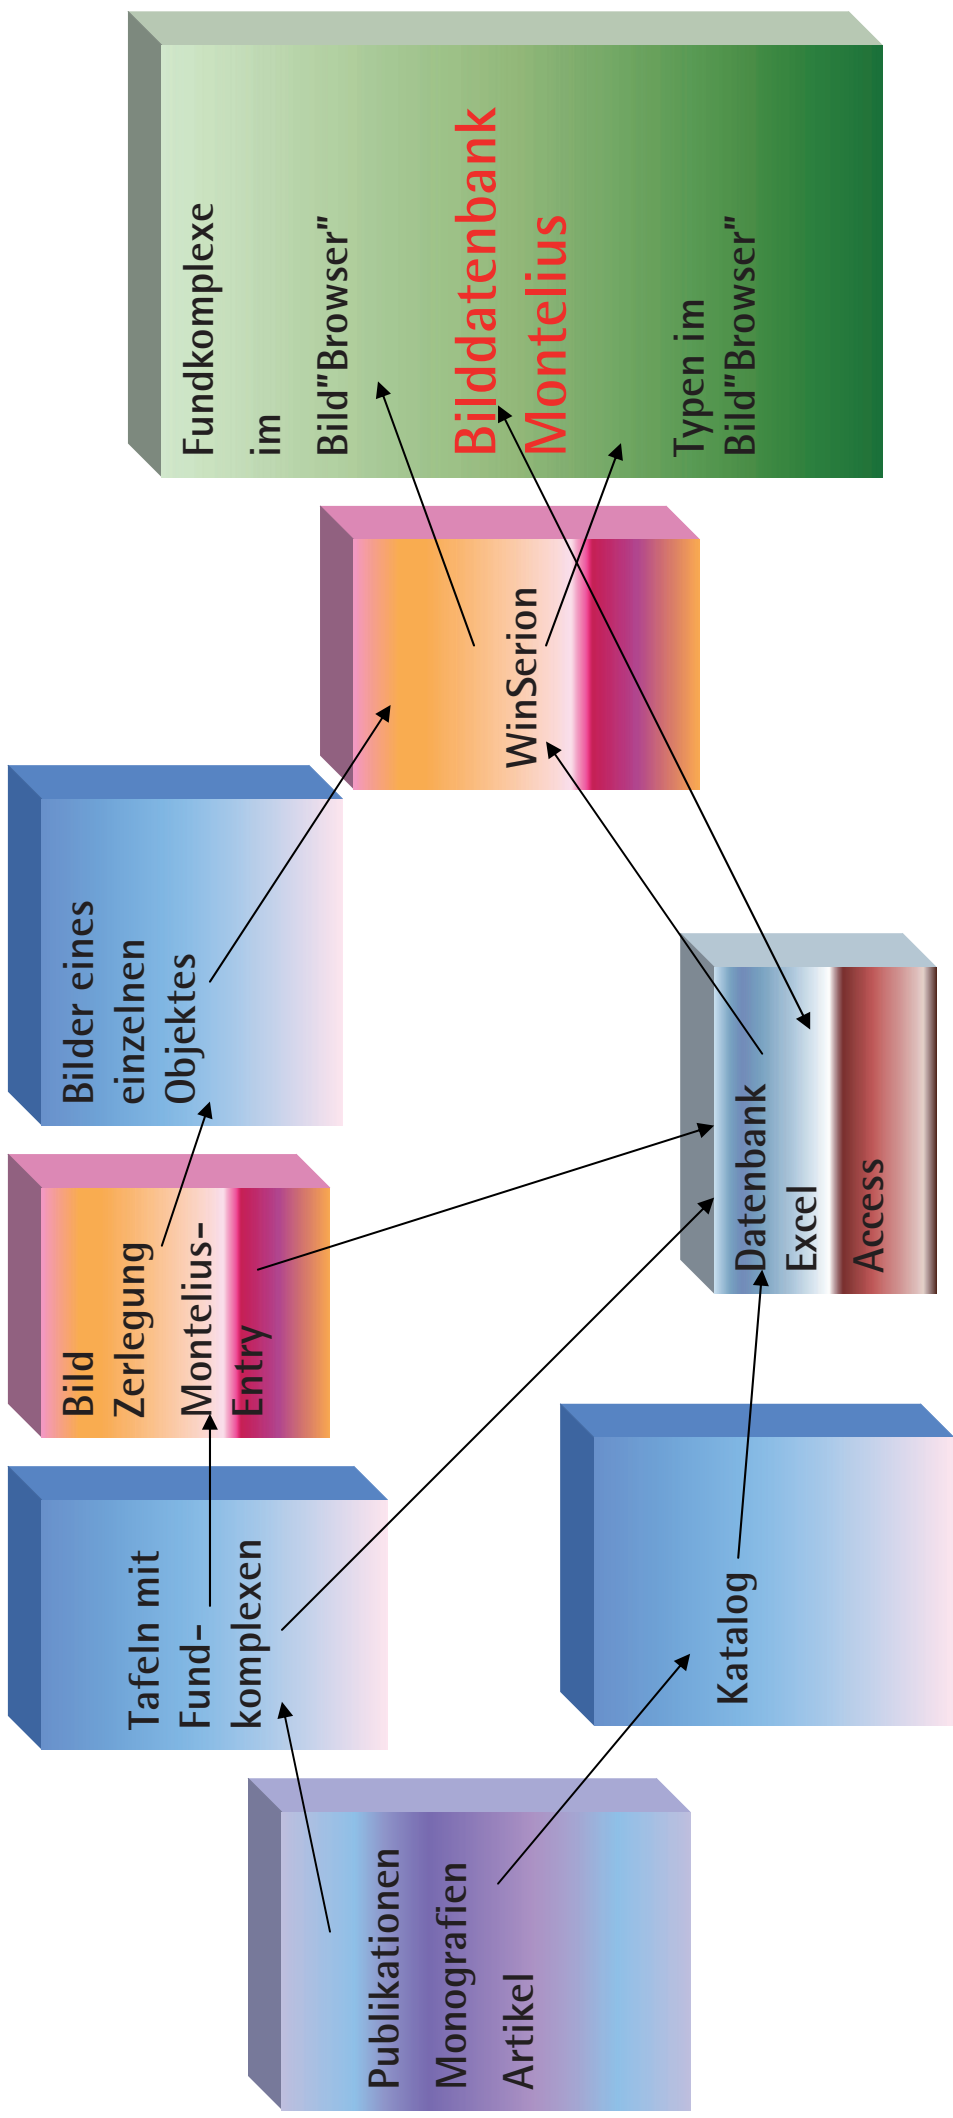 Publikationen
Monografien
Artikel
Tafeln mit
Fund-
komplexen
Katalog
Bild
Zerlegung
Montelius-
Entry
Bilder eines
einzelnen
Objektes
Datenbank
Excel
Access
WinSerion
Fundkomplexe
im
Bild"Browser"
Bilddatenbank
Montelius
Typen im
Bild"Browser"